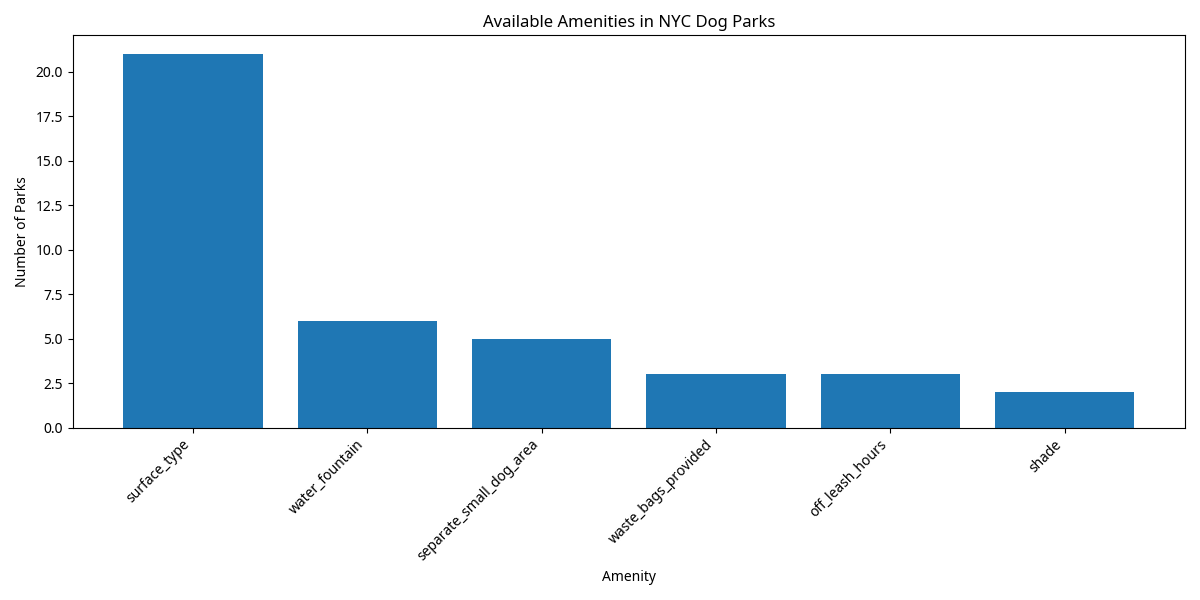 Available Amenities in NYC Dog Parks
Number of Parks
20.0
17.5
15.0
12.5
10.0
7.5
5.0
2.5
0.0
surface_type
water_fountain
separate_small_dog_area
waste_bags_provided
off_leash_hours
shade
Amenity